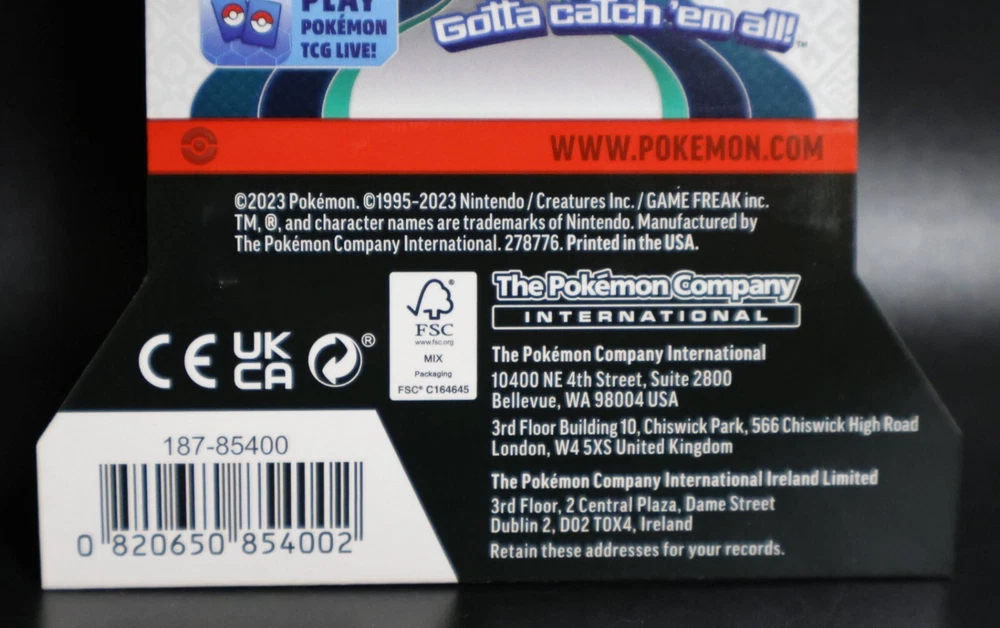 PLAY
POKÉMON
TCG LIVE!
Gotta catch 'em all!™
WWW.POKEMON.COM
©2023 Pokémon. ©1995–2023 Nintendo / Creatures Inc. / GAME FREAK inc.
TM, ®, and character names are trademarks of Nintendo. Manufactured by
The Pokémon Company International. 278776. Printed in the USA.
CE UK
CA ®
FSC®
www.fsc.org
MIX
Packaging
FSC® C164645
The Pokémon Company
INTERNATIONAL
The Pokémon Company International
10400 NE 4th Street, Suite 2800
Bellevue, WA 98004 USA
3rd Floor Building 10, Chiswick Park, 566 Chiswick High Road
London, W4 5XS United Kingdom
The Pokémon Company International Ireland Limited
3rd Floor, 2 Central Plaza, Dame Street
Dublin 2, D02 T0X4, Ireland
Retain these addresses for your records.
187-85400
0 820650 854002